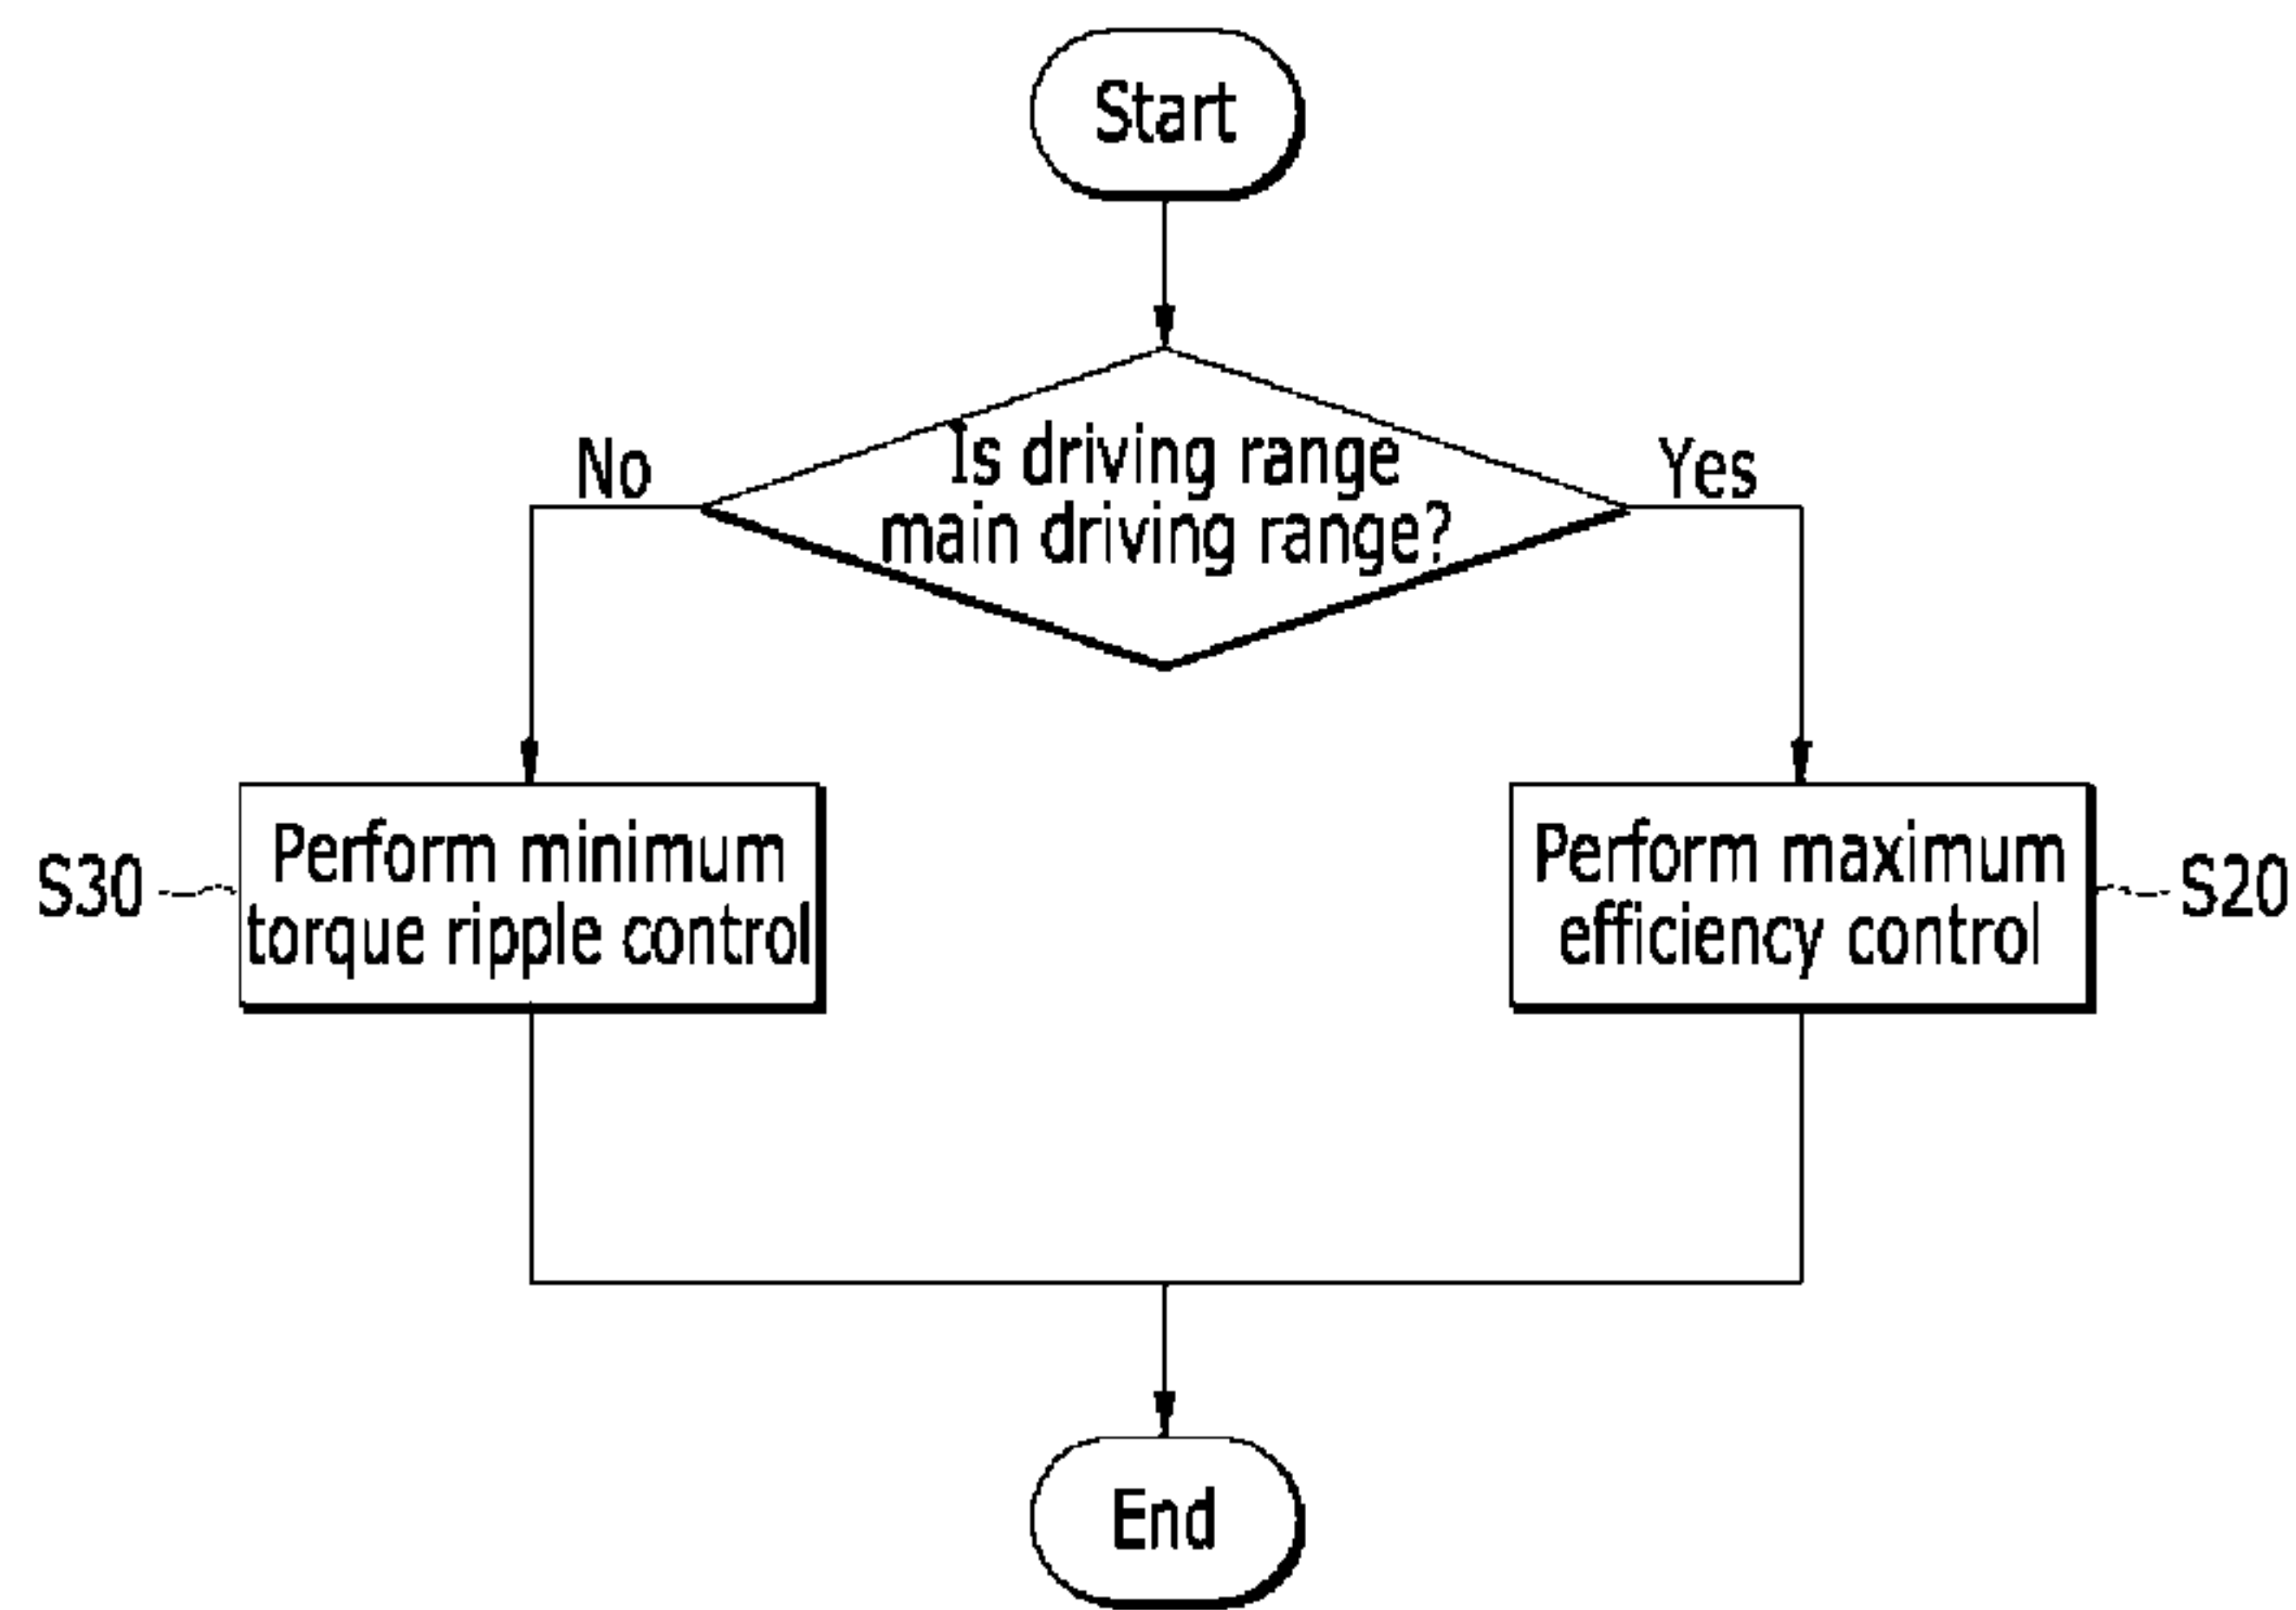 Start
Is driving range
main driving range?
No
Yes
Perform minimum
torque ripple control
S30
Perform maximum
efficiency control
S20
End